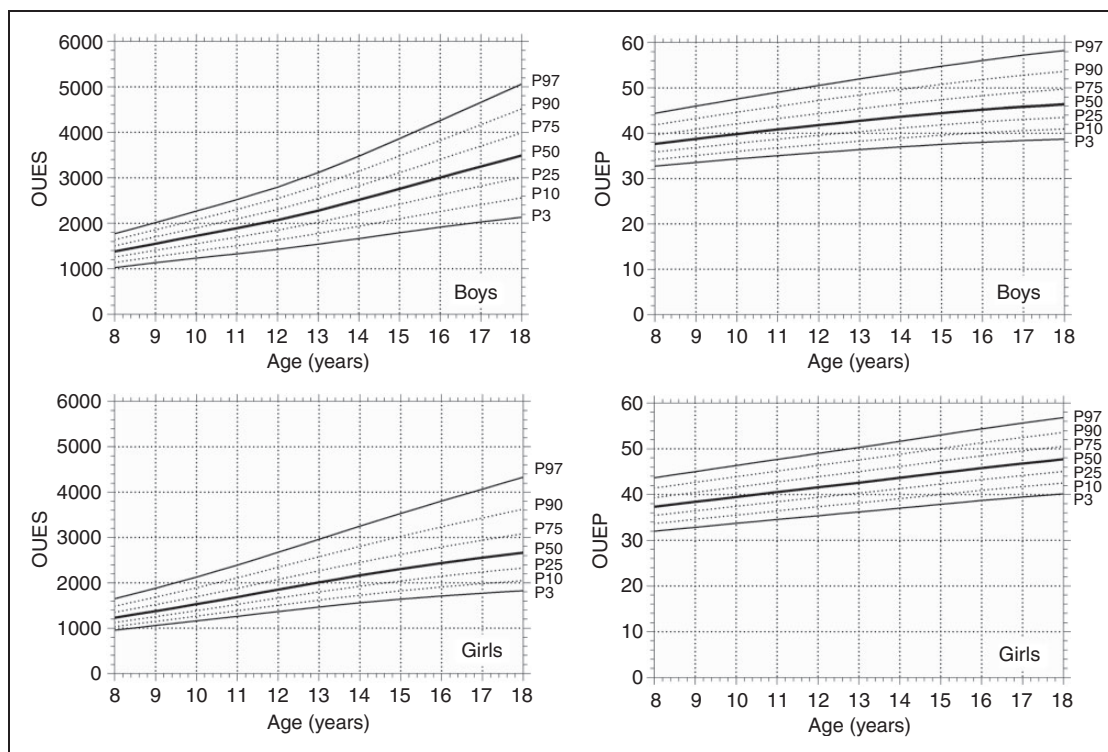 6000
5000
4000
3000
2000
1000
0
OUES
P97
P90
P75
P50
P25
P10
P3
Boys
8 9 10 11 12 13 14 15 16 17 18
Age (years)
60
50
40
30
20
10
0
OUEP
P97
P90
P75
P50
P25
P10
P3
Boys
8 9 10 11 12 13 14 15 16 17 18
Age (years)
6000
5000
4000
3000
2000
1000
0
OUES
P97
P90
P75
P50
P25
P10
P3
Girls
8 9 10 11 12 13 14 15 16 17 18
Age (years)
60
50
40
30
20
10
0
OUEP
P97
P90
P75
P50
P25
P10
P3
Girls
8 9 10 11 12 13 14 15 16 17 18
Age (years)